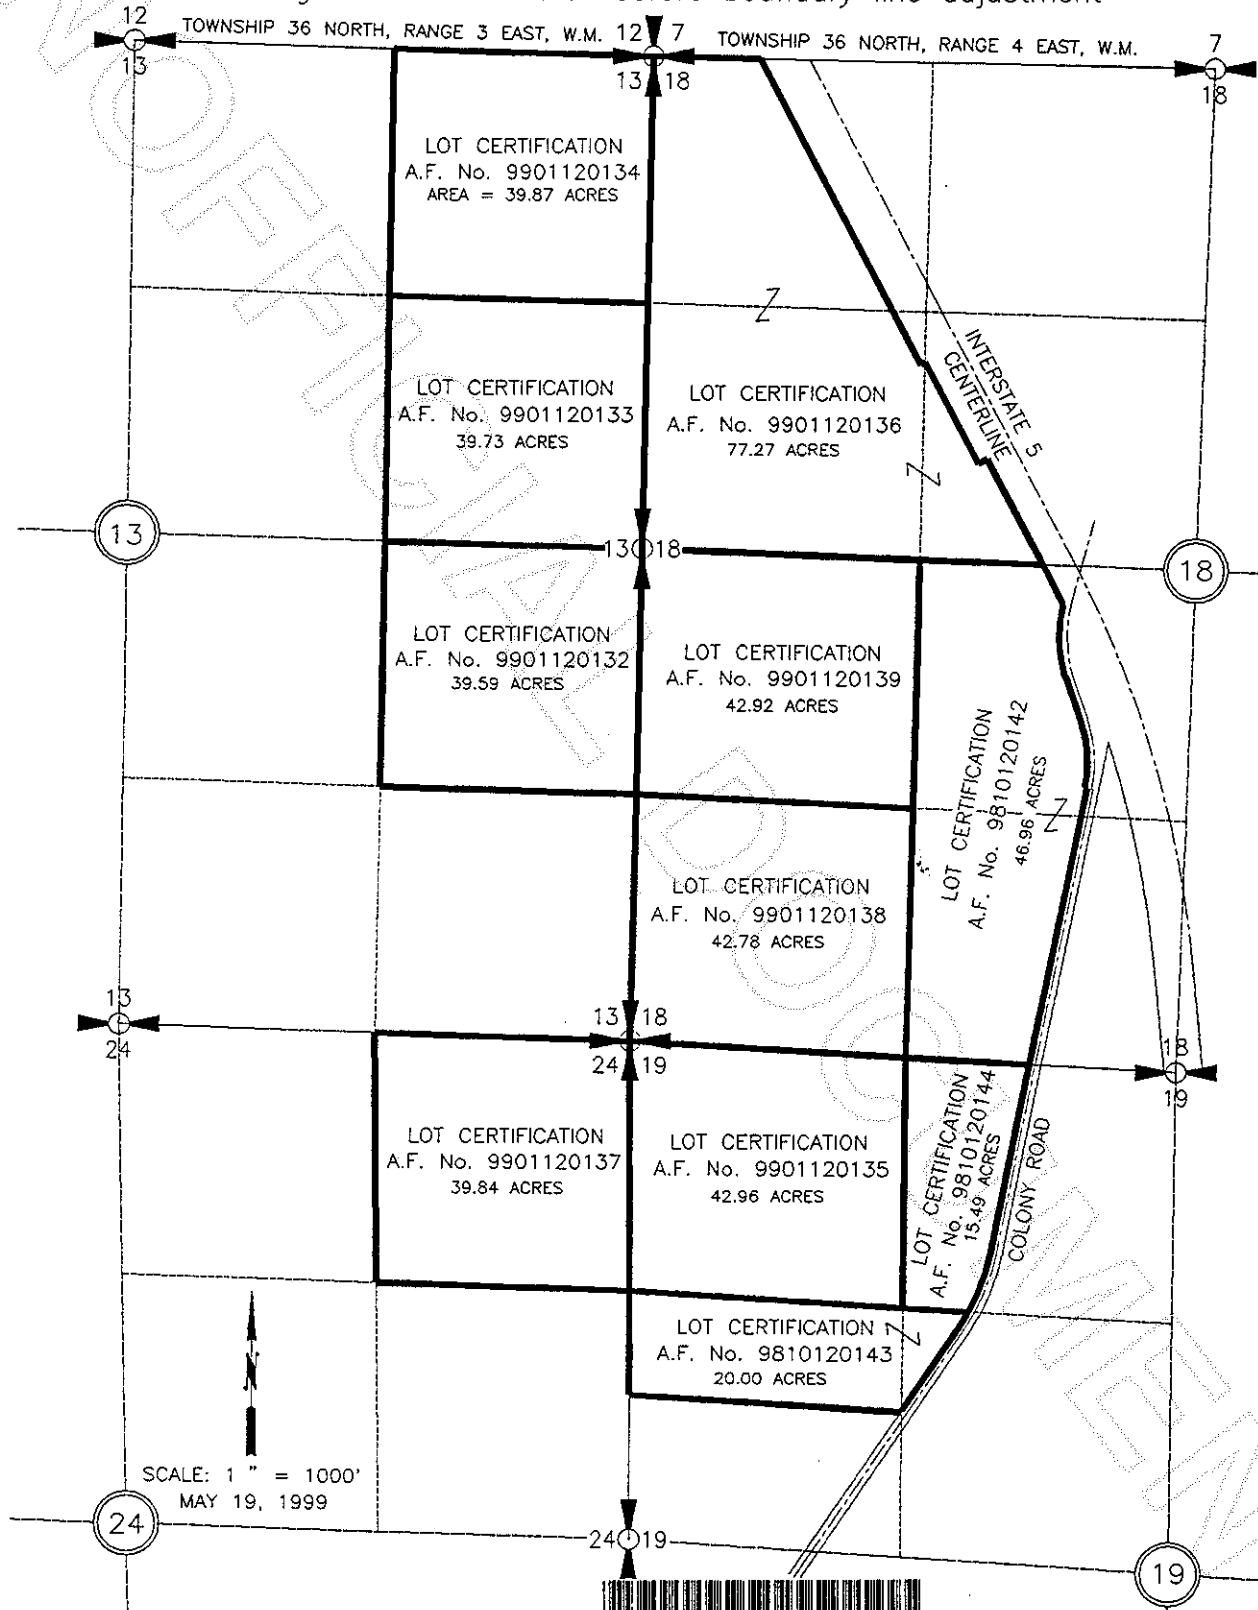 before boundary line adjustment
12
TOWNSHIP 36 NORTH, RANGE 3 EAST, W.M.
12 7
TOWNSHIP 36 NORTH, RANGE 4 EAST, W.M.
7
13
13 18
18
LOT CERTIFICATION
A.F. No. 9901120134
AREA = 39.87 ACRES
LOT CERTIFICATION
A.F. No. 9901120133
39.73 ACRES
LOT CERTIFICATION
A.F. No. 9901120136
77.27 ACRES
INTERSTATE 5
CENTERLINE
13
13 18
18
LOT CERTIFICATION
A.F. No. 9901120132
39.59 ACRES
LOT CERTIFICATION
A.F. No. 9901120139
42.92 ACRES
LOT CERTIFICATION
A.F. No. 9810120142
46.96 ACRES
LOT CERTIFICATION
A.F. No. 9901120138
42.78 ACRES
13
24
13 18
24 19
18
19
LOT CERTIFICATION
A.F. No. 9901120137
39.84 ACRES
LOT CERTIFICATION
A.F. No. 9901120135
42.96 ACRES
LOT CERTIFICATION
A.F. No. 9810120144
15.49 ACRES
COLONY ROAD
LOT CERTIFICATION
A.F. No. 9810120143
20.00 ACRES
N
SCALE: 1 " = 1000'
MAY 19, 1999
24
24 19
19
UNOFFICIAL DOCUMENT